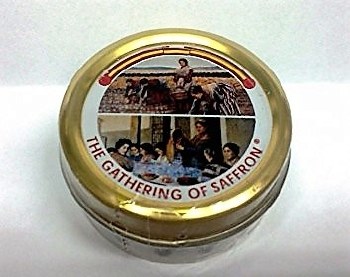 THE GATHERING OF SAFFRON®